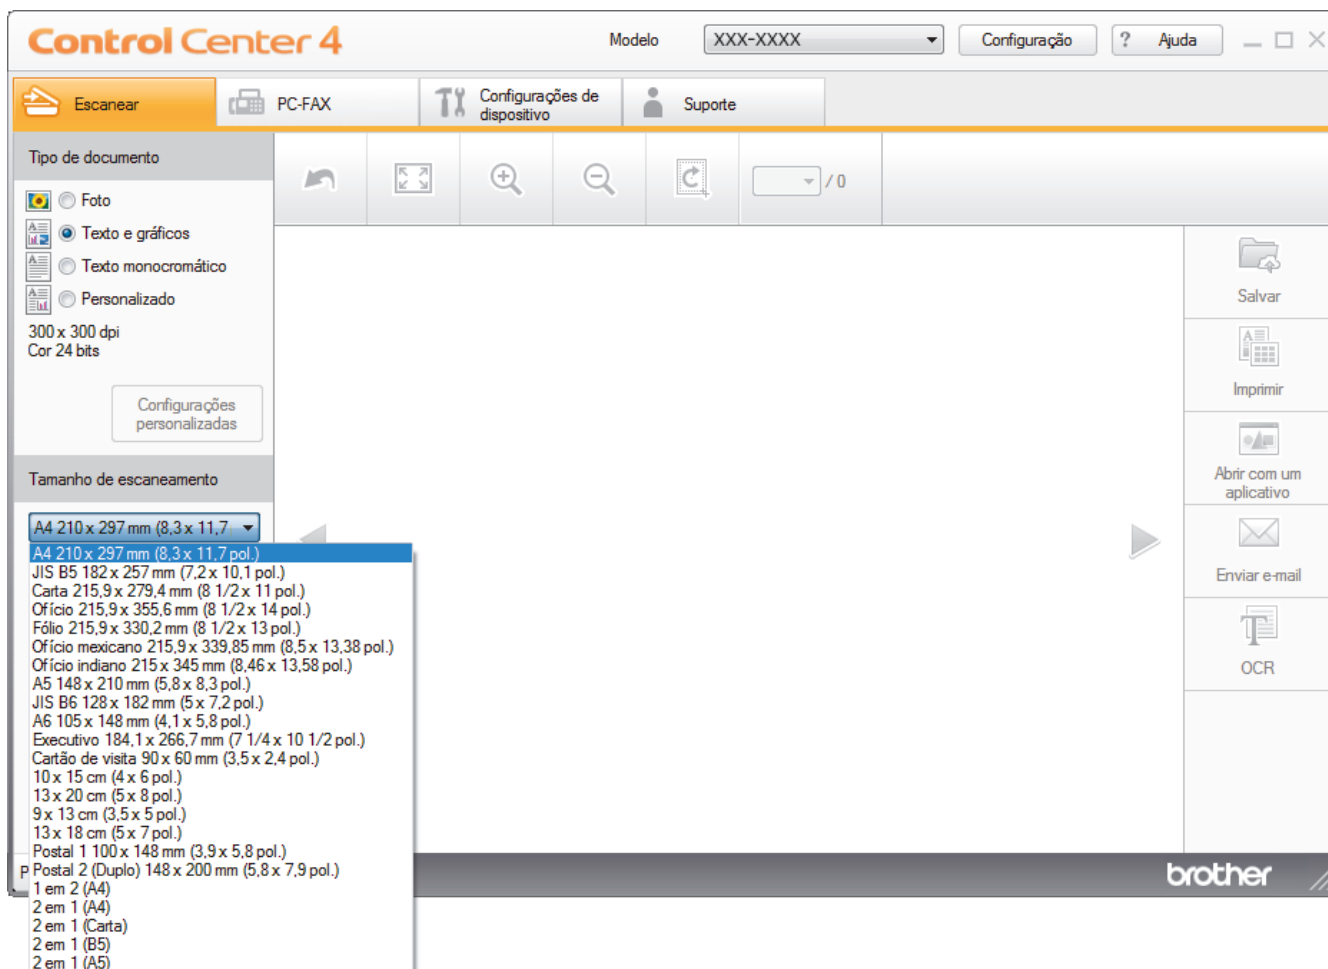 Control Center 4
Modelo
XXX-XXXX
Configuração
? Ajuda
Escanear
PC-FAX
Configurações de
dispositivo
Suporte
Tipo de documento
/ 0
Foto
Texto e gráficos
Texto monocromático
Personalizado
300 x 300 dpi
Cor 24 bits
Configurações
personalizadas
Tamanho de escaneamento
A4 210 x 297 mm (8,3 x 11,7
A4 210 x 297 mm (8,3 x 11,7 pol.)
JIS B5 182 x 257 mm (7,2 x 10,1 pol.)
Carta 215,9 x 279,4 mm (8 1/2 x 11 pol.)
Ofício 215,9 x 355,6 mm (8 1/2 x 14 pol.)
Fólio 215,9 x 330,2 mm (8 1/2 x 13 pol.)
Ofício mexicano 215,9 x 339,85 mm (8,5 x 13,38 pol.)
Ofício indiano 215 x 345 mm (8,46 x 13,58 pol.)
A5 148 x 210 mm (5,8 x 8,3 pol.)
JIS B6 128 x 182 mm (5 x 7,2 pol.)
A6 105 x 148 mm (4,1 x 5,8 pol.)
Executivo 184,1 x 266,7 mm (7 1/4 x 10 1/2 pol.)
Cartão de visita 90 x 60 mm (3,5 x 2,4 pol.)
10 x 15 cm (4 x 6 pol.)
13 x 20 cm (5 x 8 pol.)
9 x 13 cm (3,5 x 5 pol.)
13 x 18 cm (5 x 7 pol.)
Postal 1 100 x 148 mm (3,9 x 5,8 pol.)
Postal 2 (Duplo) 148 x 200 mm (5,8 x 7,9 pol.)
1 em 2 (A4)
2 em 1 (A4)
2 em 1 (Carta)
2 em 1 (B5)
2 em 1 (A5)
Salvar
Imprimir
Abrir com um
aplicativo
Enviar e-mail
OCR
brother